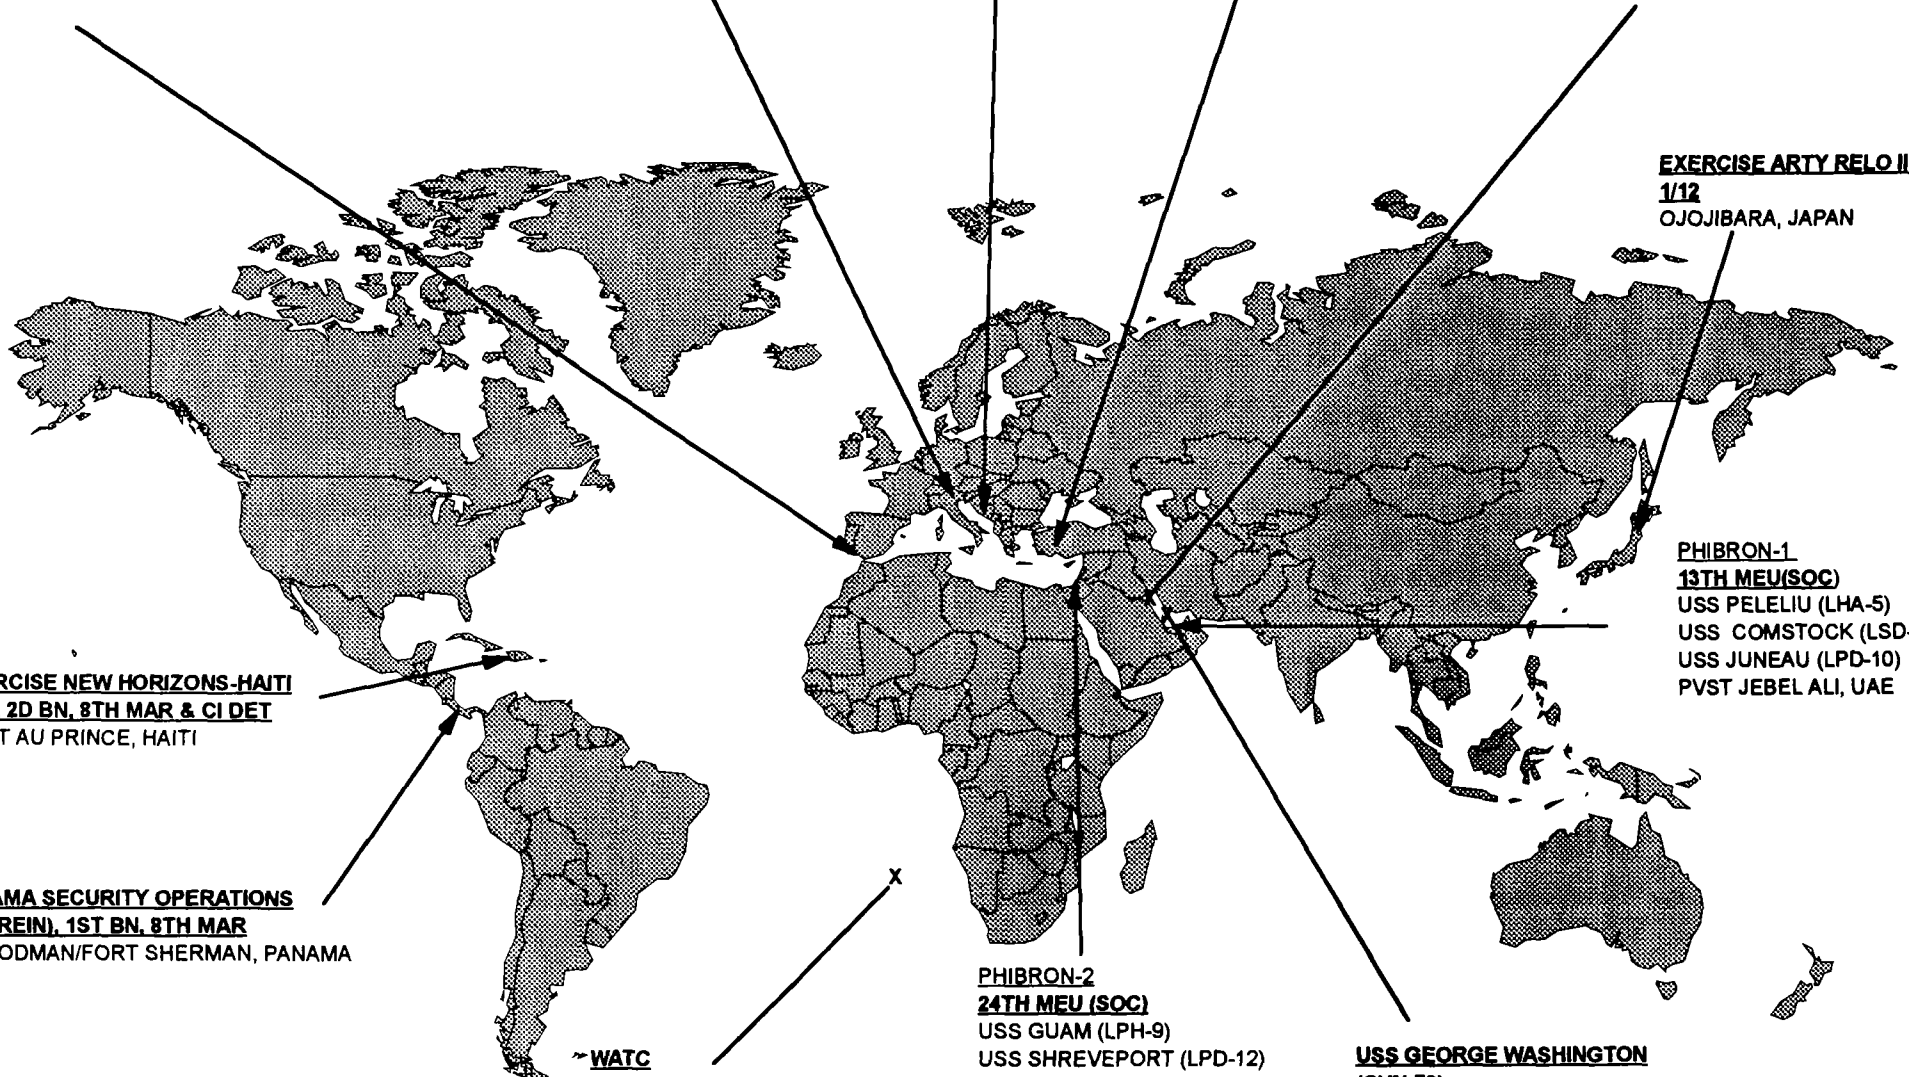 EXERCISE ARTY RELO II
1/12
OJOJIBARA, JAPAN
PHIBRON-1
13TH MEU(SOC)
USS PELELIU (LHA-5)
USS COMSTOCK (LSD-
USS JUNEAU (LPD-10)
PVST JEBEL ALI, UAE
RCISE NEW HORIZONS-HAITI
2D BN, 8TH MAR & CI DET
T AU PRINCE, HAITI
AMA SECURITY OPERATIONS
REIN), 1ST BN, 8TH MAR
ODMAN/FORT SHERMAN, PANAMA
X
PHIBRON-2
24TH MEU (SOC)
USS GUAM (LPH-9)
USS SHREVEPORT (LPD-12)
WATC
USS GEORGE WASHINGTON